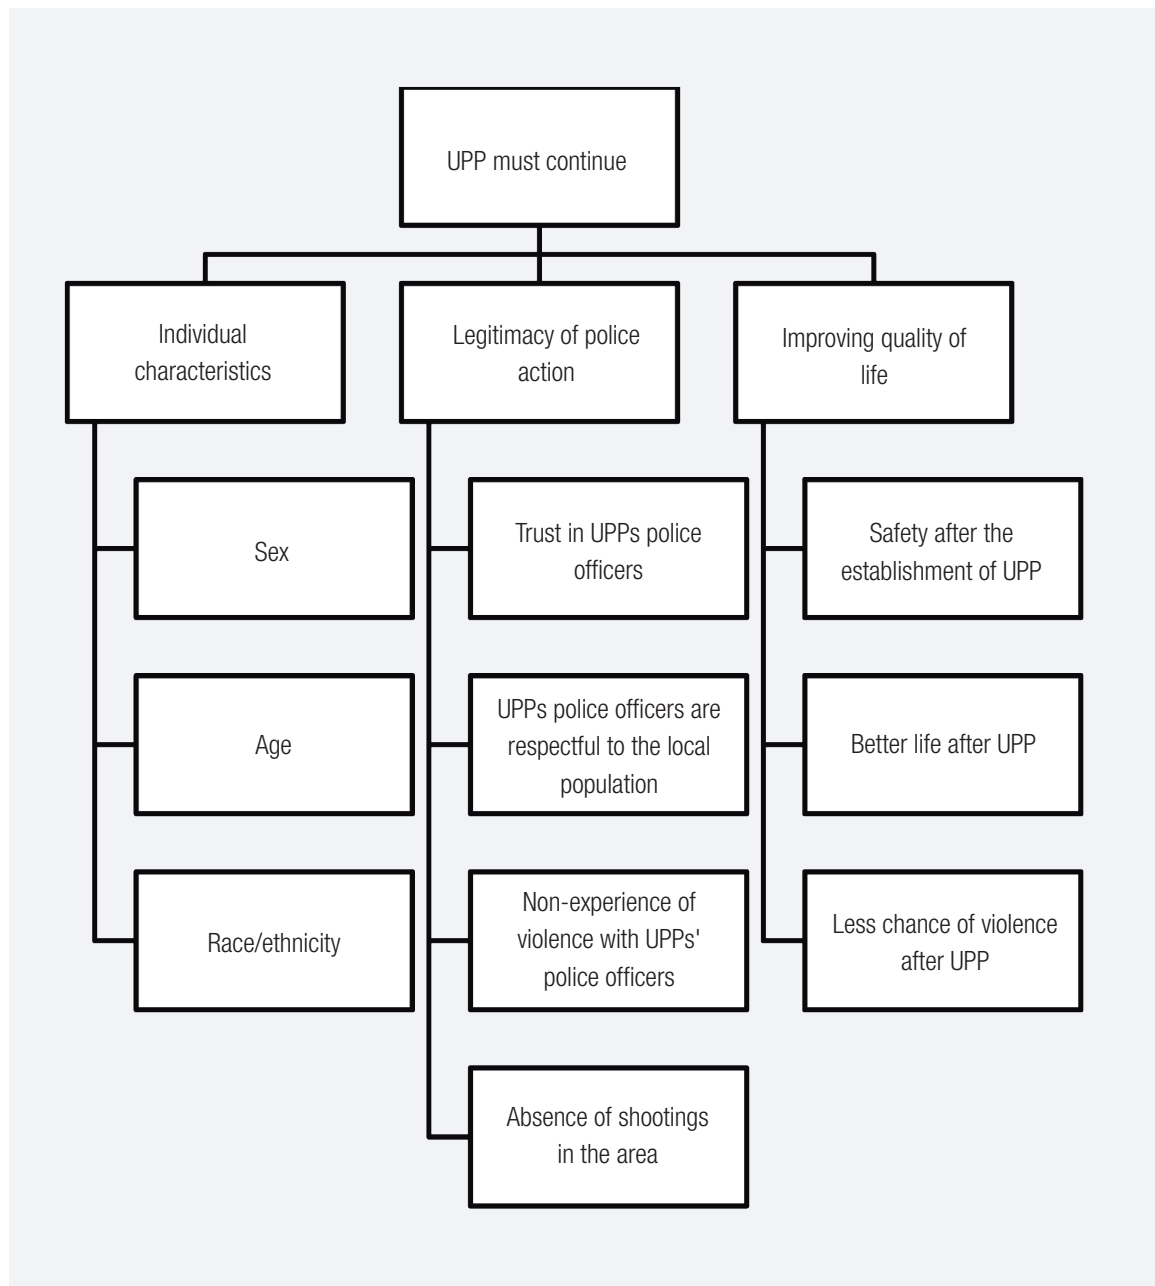 UPP must continue
Individual
characteristics
Legitimacy of police
action
Improving quality of
life
Sex
Trust in UPPs police
officers
Safety after the
establishment of UPP
Age
UPPs police officers are
respectful to the local
population
Better life after UPP
Race/ethnicity
Non-experience of
violence with UPPs'
police officers
Less chance of violence
after UPP
Absence of shootings
in the area